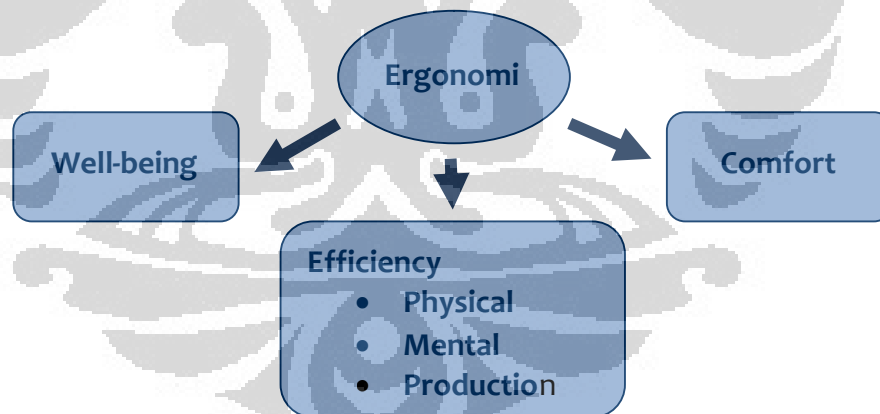 Ergonomi
Well-being
Comfort
Efficiency
• Physical
• Mental
• Production